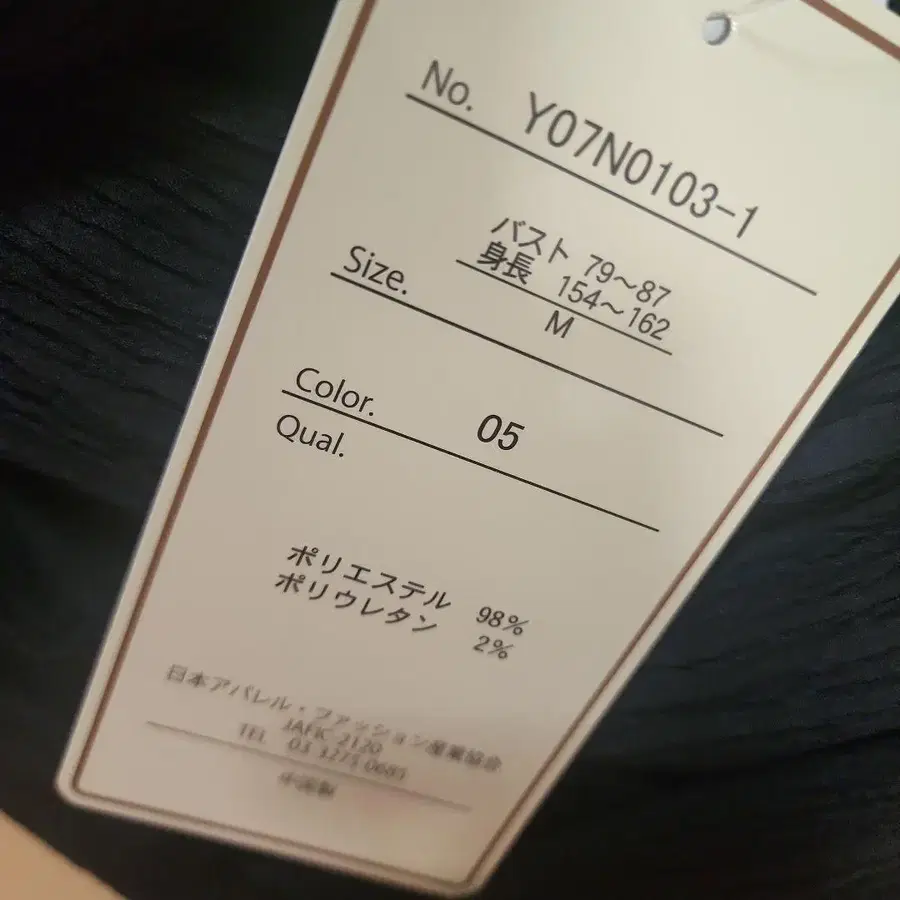 No. Y07N0103-1
バスト 79～87
Size. 身長 154～162
M
Color. 05
Qual.
ポリエステル 98%
ポリウレタン 2%
日本アパレル・ファッション産業協会
JAFIC 2120
TEL 03
中国製